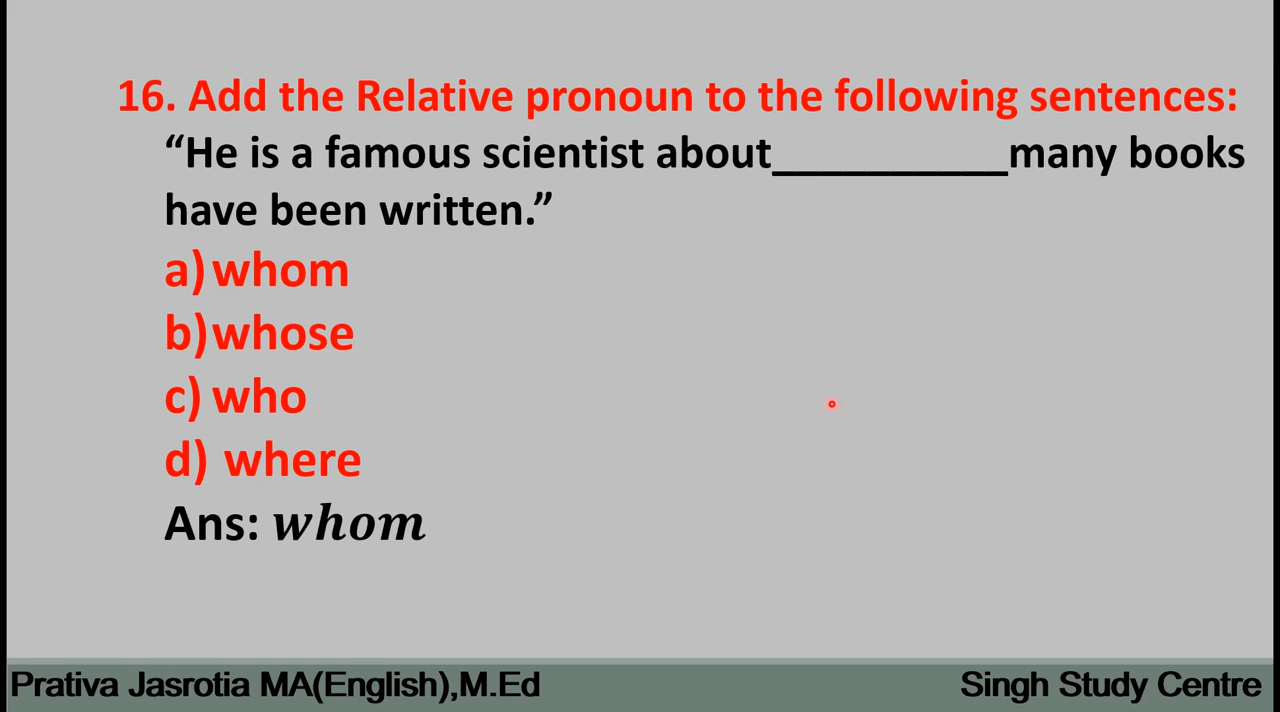 16. Add the Relative pronoun to the following sentences:
“He is a famous scientist about__________many books
have been written.”
a) whom
b) whose
c) who
d) where
Ans: whom
Prativa Jasrotia MA(English),M.Ed
Singh Study Centre